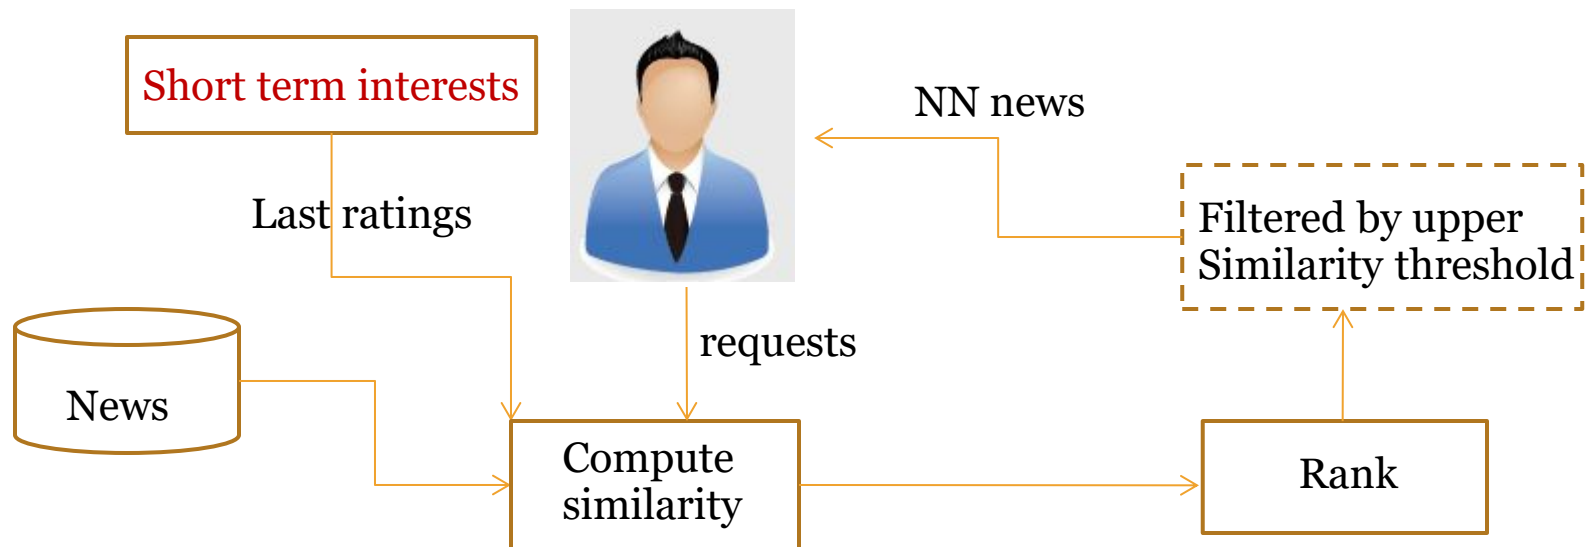 Short term interests
NN news
Last ratings
Filtered by upper
Similarity threshold
requests
News
Compute
similarity
Rank